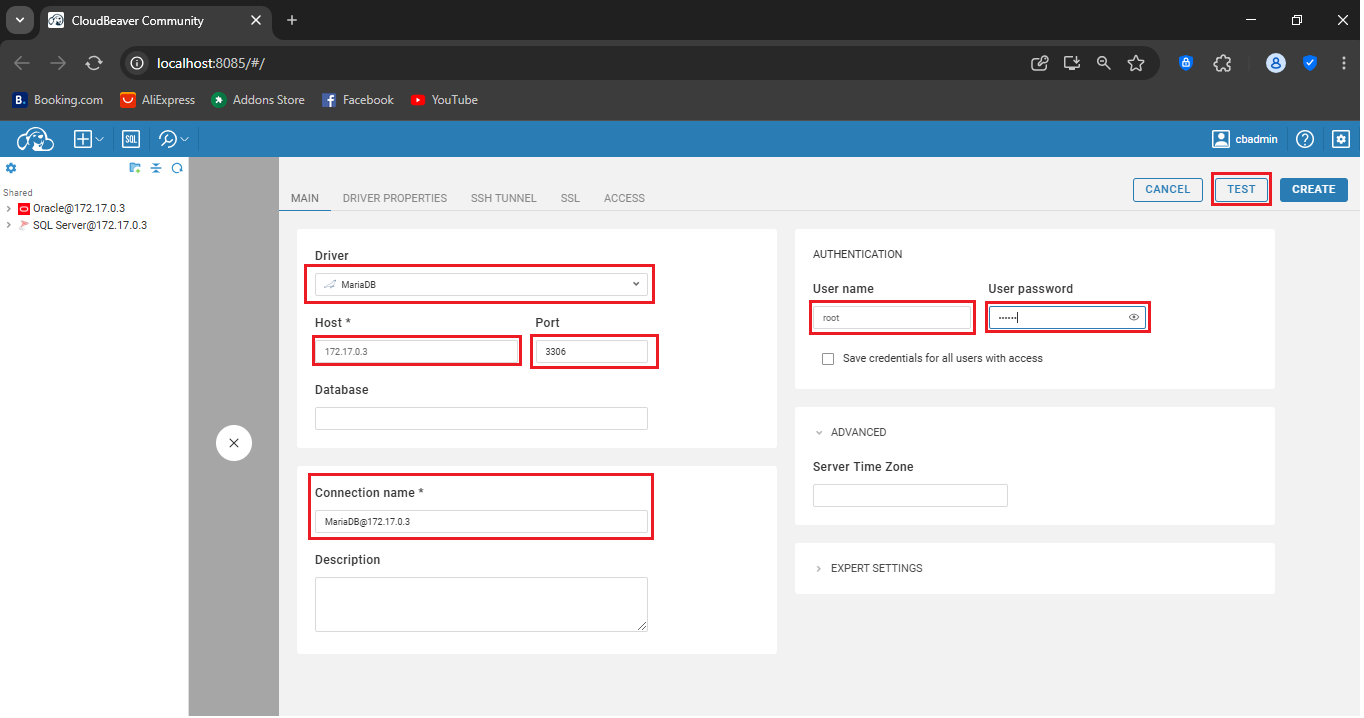 CloudBeaver Community
localhost:8085/#/
Booking.com
AliExpress
Addons Store
Facebook
YouTube
SQL
cbadmin
Shared
Oracle@172.17.0.3
SQL Server@172.17.0.3
MAIN
DRIVER PROPERTIES
SSH TUNNEL
SSL
ACCESS
CANCEL
TEST
CREATE
Driver
MariaDB
Host *
Port
172.17.0.3
3306
Database
Connection name *
MariaDB@172.17.0.3
Description
AUTHENTICATION
User name
User password
root
••••••
Save credentials for all users with access
ADVANCED
Server Time Zone
EXPERT SETTINGS